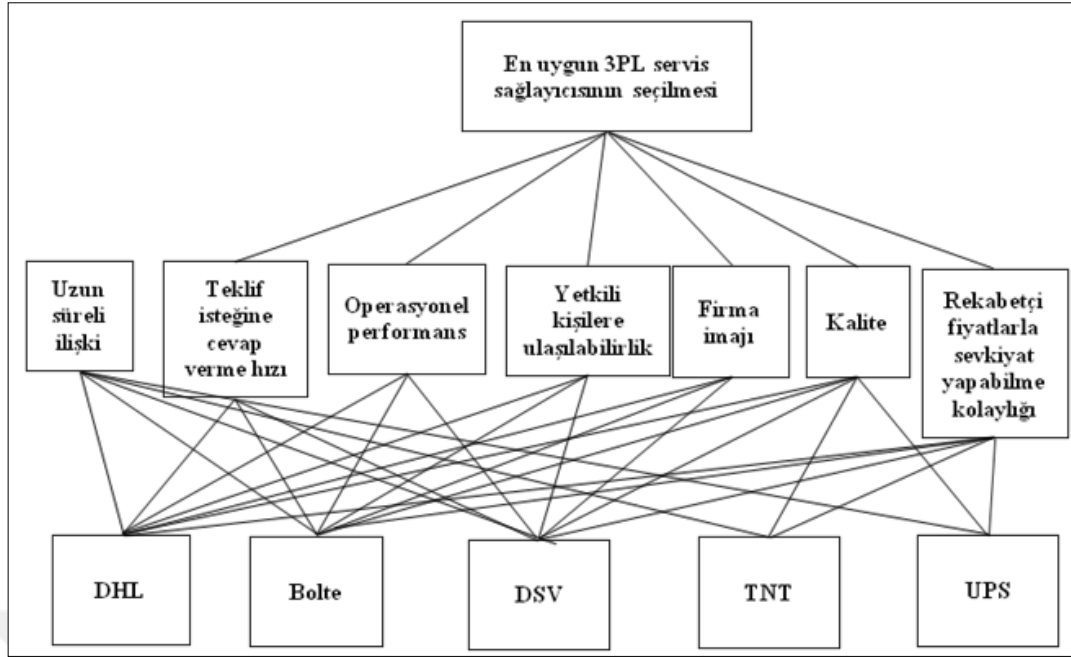 En uygun 3PL servis
sağlayıcısının seçilmesi
Uzun
süreli
ilişki
Teklif
isteğine
cevap
verme hızı
Operasyonel
performans
Yetkili
kişilere
ulaşılabilirlik
Firma
imajı
Kalite
Rekabetçi
fiyatlarla
sevkiyat
yapabilme
kolaylığı
DHL
Bolte
DSV
TNT
UPS